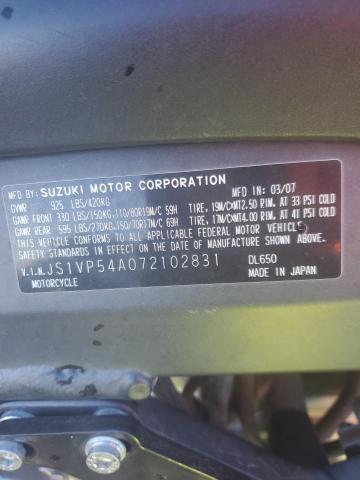 MFD BY: SUZUKI MOTOR CORPORATION MFD IN 03/07
GVWR 925 LBS/420KG
GAWR FRONT 330 LBS/150KG,110/80R19M/C 59H TIRE, 19M/C×MT2.50 RIM, AT 33 PSI COLD
GAWR REAR 595 LBS/270KG,150/70R17M/C 69H TIRE, 17M/C×MT4.00 RIM, AT 41 PSI COLD
THIS VEHICLE CONFORMS TO ALL APPLICABLE FEDERAL MOTOR VEHICLE
SAFETY STANDARDS IN EFFECT ON THE DATE OF MANUFACTURE SHOWN ABOVE.
V.I.N. JS1VP54A072102831 DL650
MOTORCYCLE MADE IN JAPAN